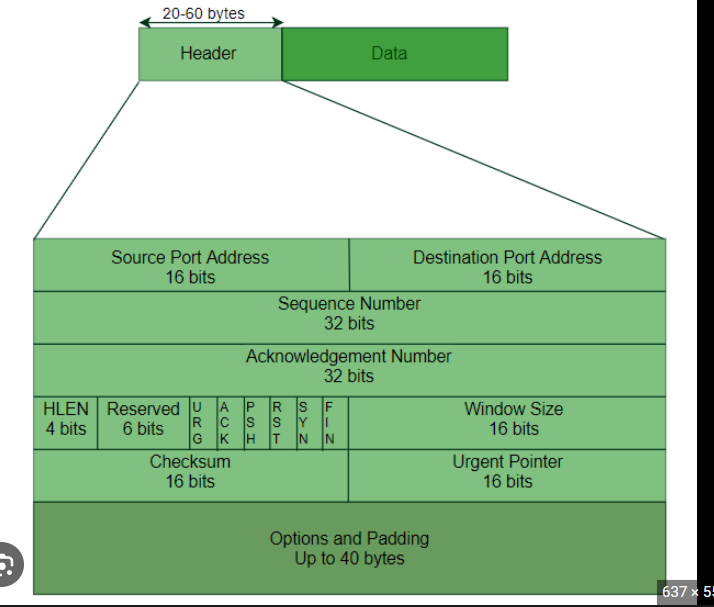 20-60 bytes
Header
Data
Source Port Address
16 bits
Destination Port Address
16 bits
Sequence Number
32 bits
Acknowledgement Number
32 bits
HLEN
4 bits
Reserved
6 bits
URG
ACK
PSH
RST
SYN
FIN
Window Size
16 bits
Checksum
16 bits
Urgent Pointer
16 bits
Options and Padding
Up to 40 bytes
637 ×